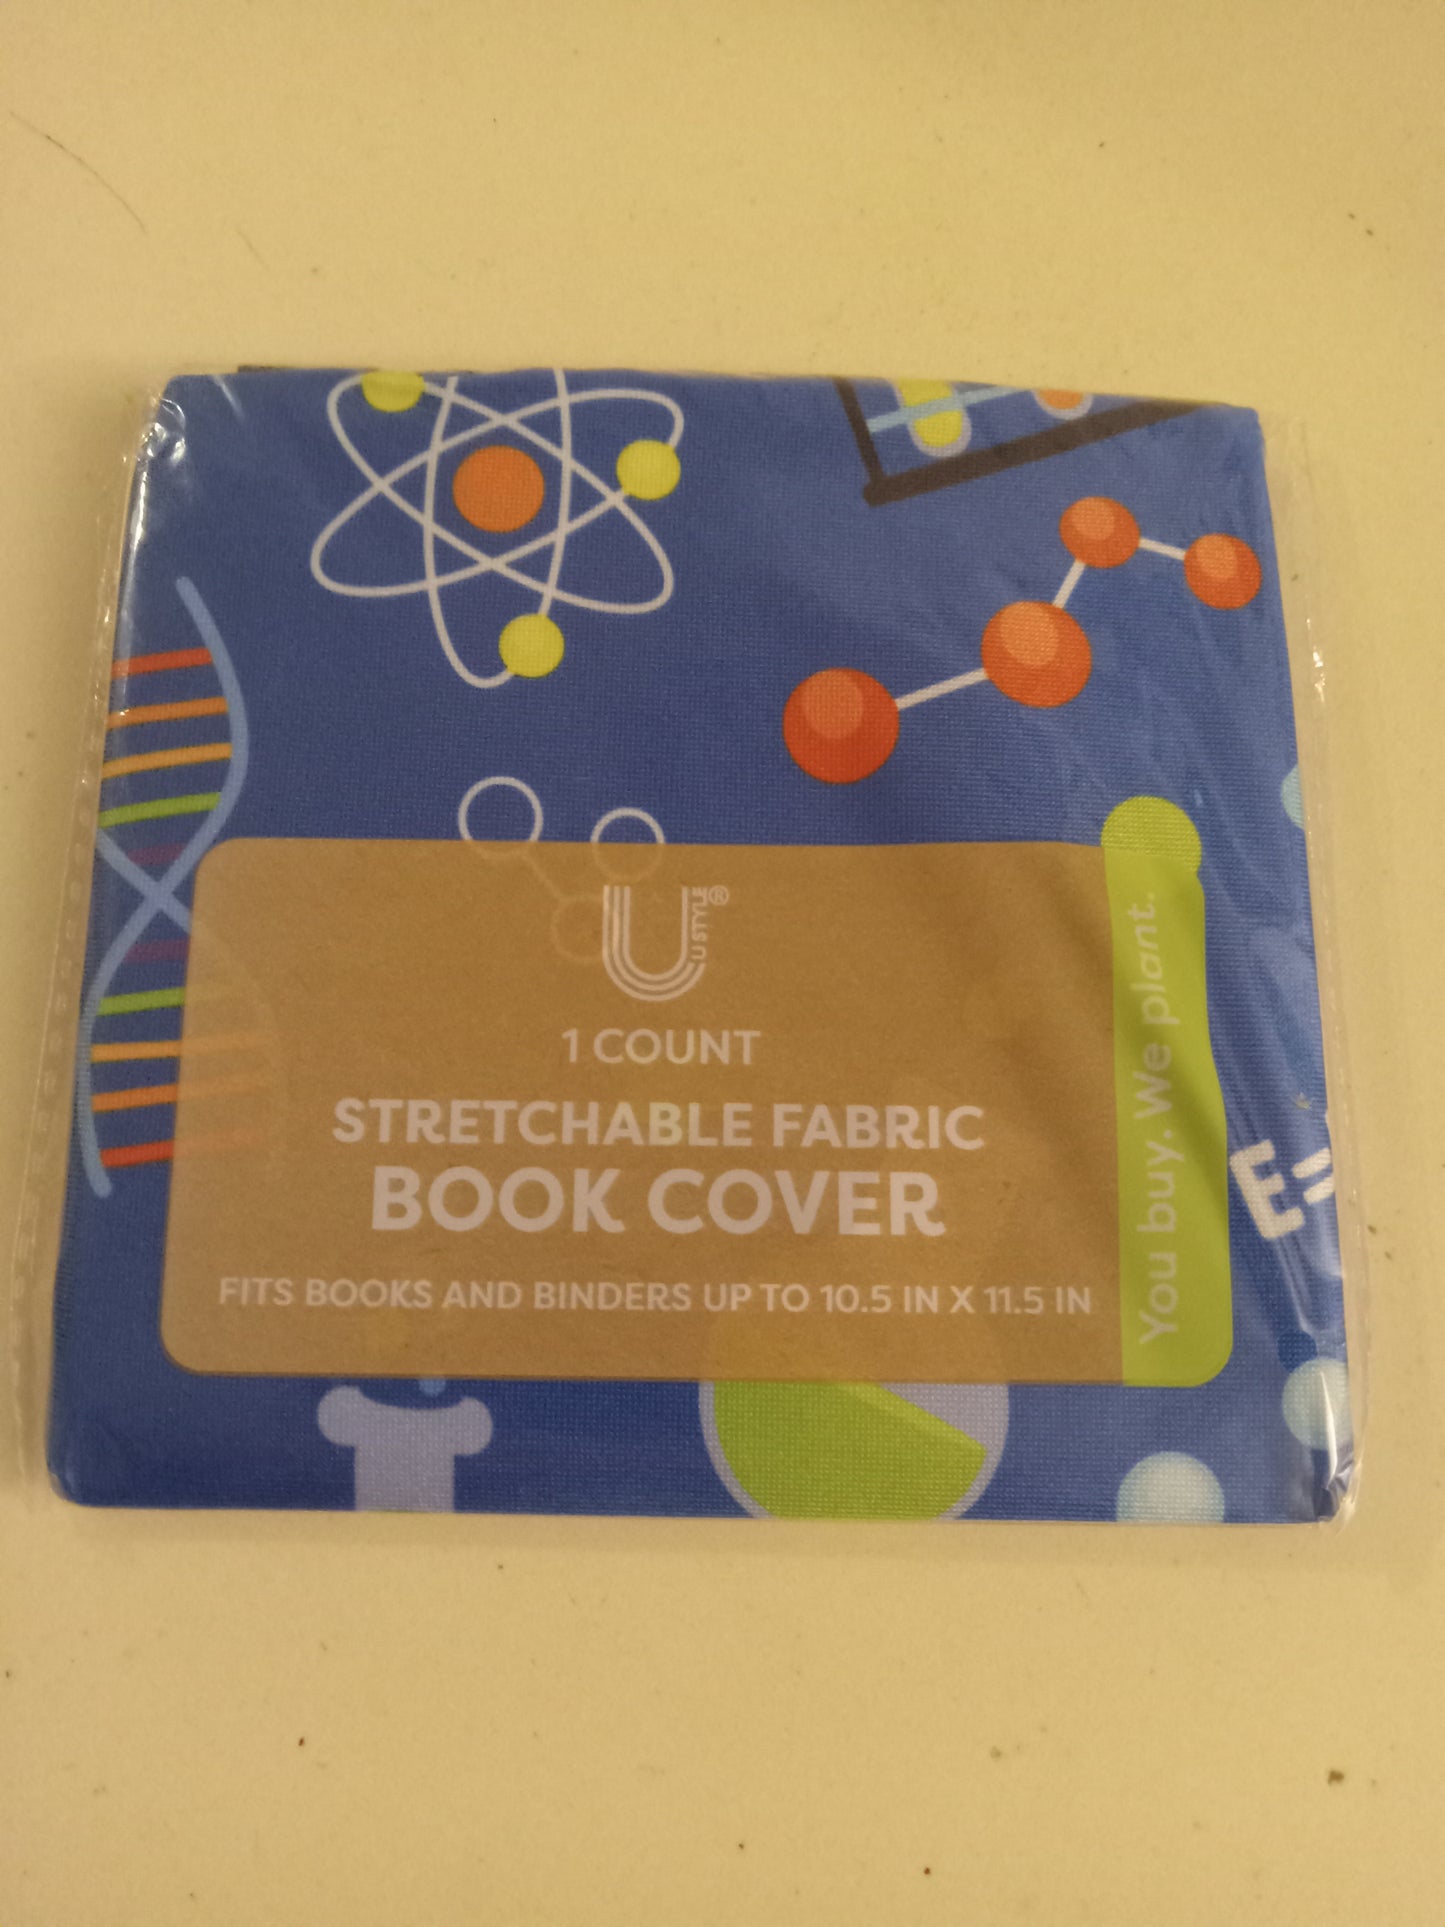 U STYLE®
1 COUNT
STRETCHABLE FABRIC
BOOK COVER
FITS BOOKS AND BINDERS UP TO 10.5 IN X 11.5 IN
You buy. We plant.
E=